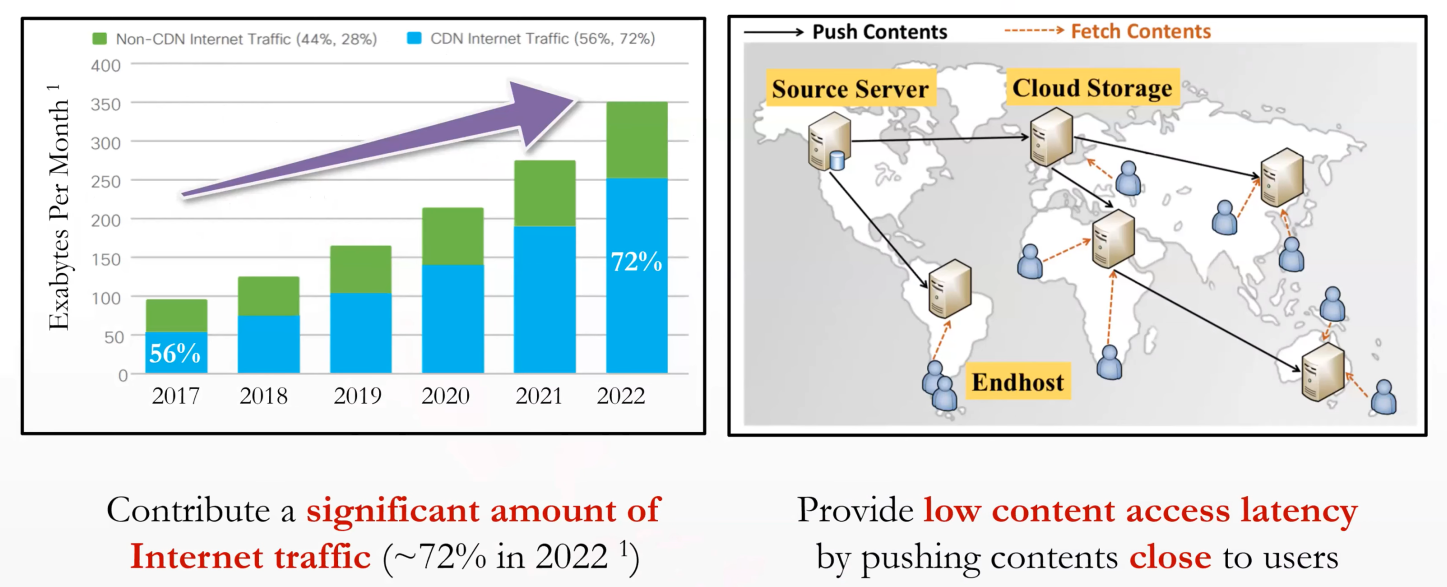 Non-CDN Internet Traffic (44%, 28%)
CDN Internet Traffic (56%, 72%)
Exabytes Per Month 1
400
350
300
250
200
150
100
50
0
56%
72%
2017
2018
2019
2020
2021
2022
Push Contents
Fetch Contents
Source Server
Cloud Storage
Endhost
Contribute a significant amount of
Internet traffic (~72% in 2022 1)
Provide low content access latency
by pushing contents close to users